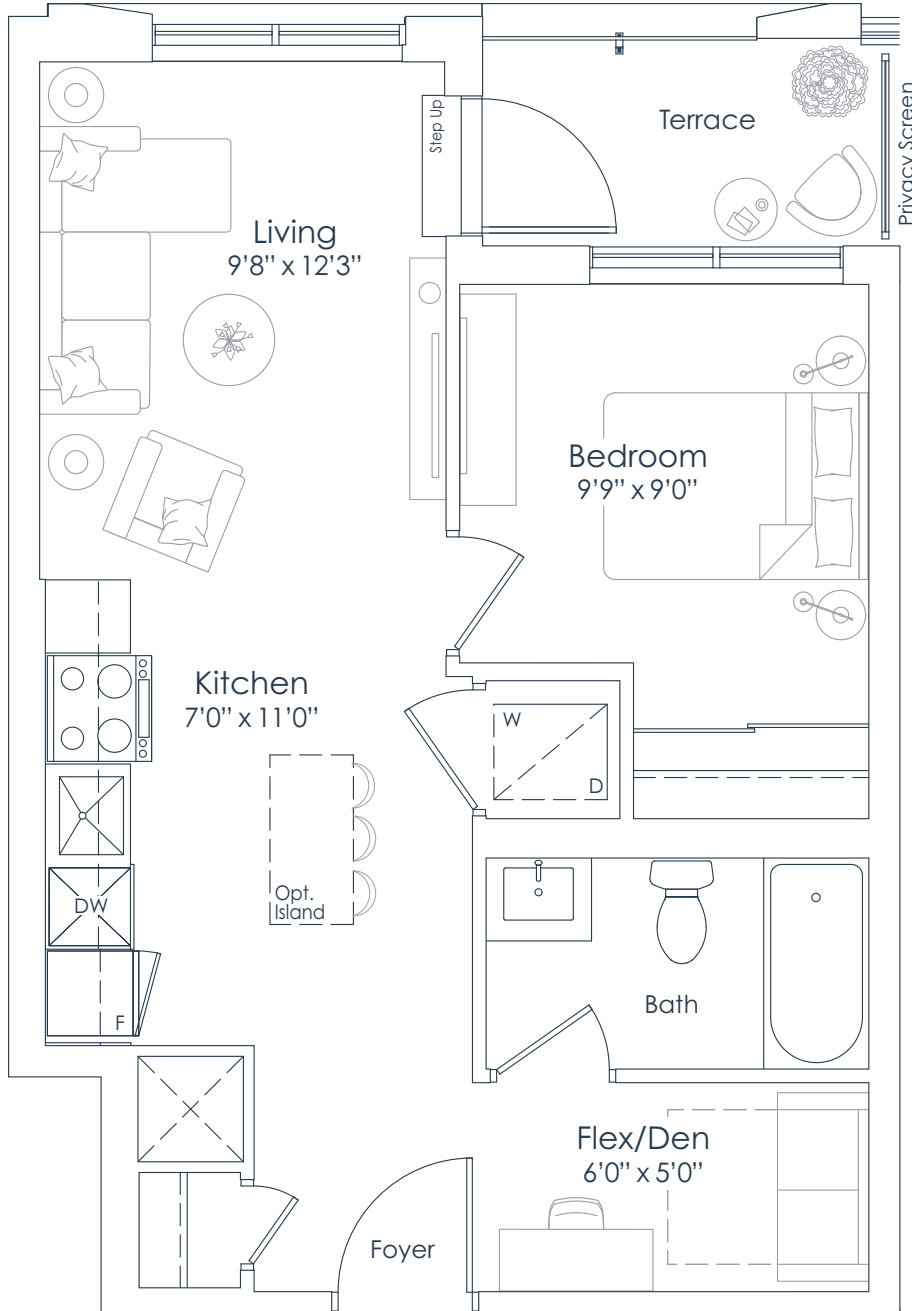 Step Up
Terrace
Privacy Screen
Living
9'8" x 12'3"
Bedroom
9'9" x 9'0"
Kitchen
7'0" x 11'0"
W
D
Opt.
Island
DW
F
Bath
Flex/Den
6'0" x 5'0"
Foyer